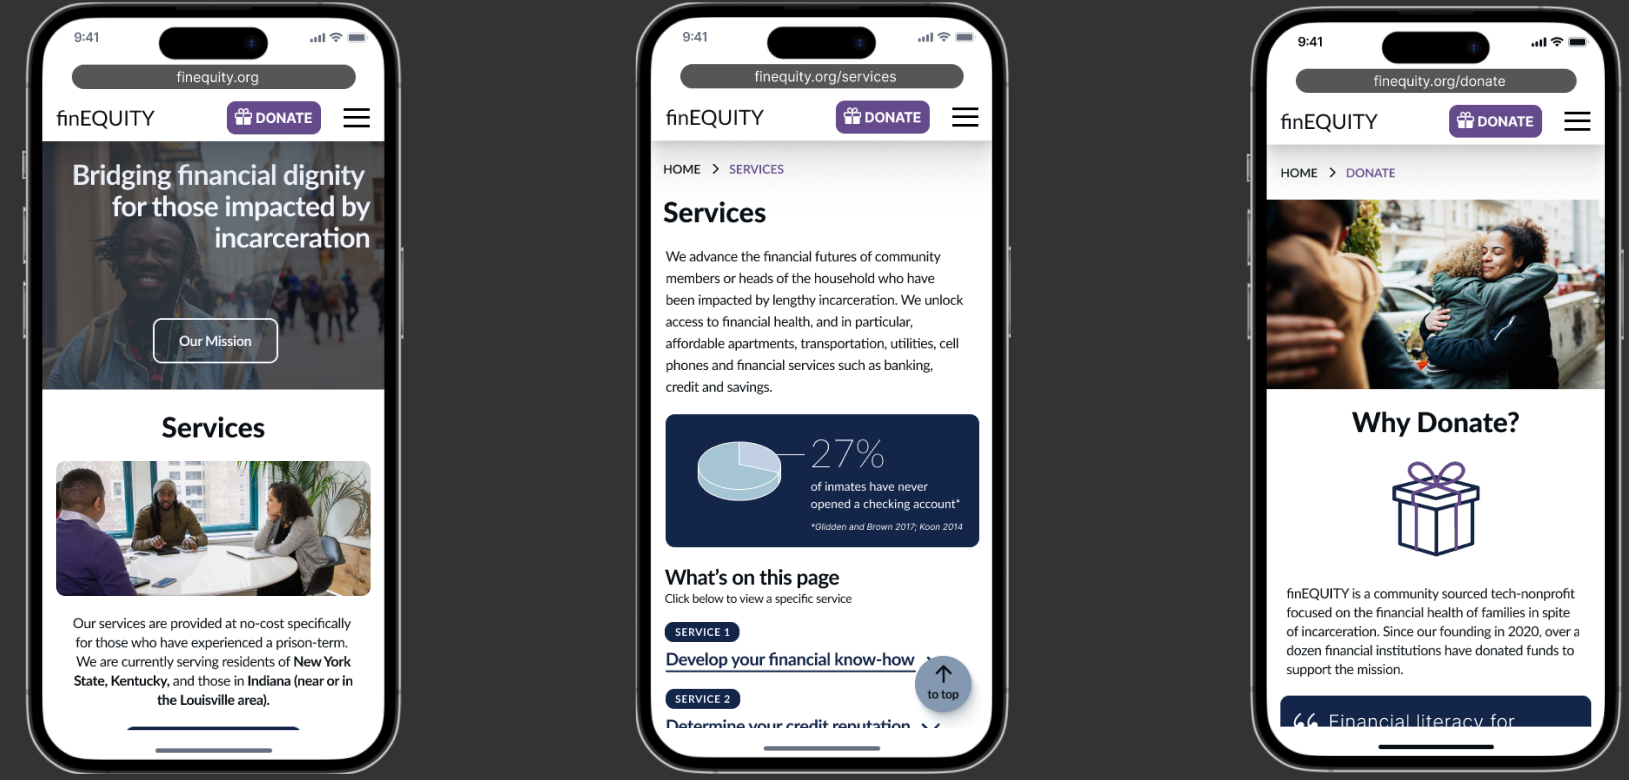 9:41
finequity.org
finEQUITY
DONATE
Bridging financial dignity
for those impacted by
incarceration
Our Mission
Services
Our services are provided at no-cost specifically
for those who have experienced a prison-term.
We are currently serving residents of New York
State, Kentucky, and those in Indiana (near or in
the Louisville area).
9:41
finequity.org/services
finEQUITY
DONATE
HOME > SERVICES
Services
We advance the financial futures of community
members or heads of the household who have
been impacted by lengthy incarceration. We unlock
access to financial health, and in particular,
affordable apartments, transportation, utilities, cell
phones and financial services such as banking,
credit and savings.
27%
of inmates have never
opened a checking account*
*Glidden and Brown 2017; Koon 2014
What's on this page
Click below to view a specific service
SERVICE 1
Develop your financial know-how
to top
SERVICE 2
Determine your credit reputation
9:41
finequity.org/donate
finEQUITY
DONATE
HOME > DONATE
Why Donate?
finEQUITY is a community sourced tech-nonprofit
focused on the financial health of families in spite
of incarceration. Since our founding in 2020, over a
dozen financial institutions have donated funds to
support the mission.
“ Financial literacy for